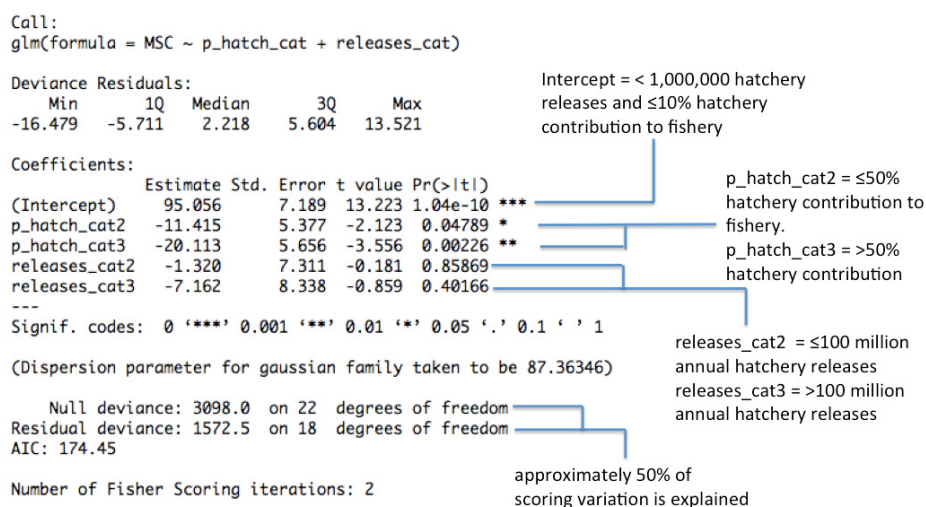 Call:
glm(formula = MSC ~ p_hatch_cat + releases_cat)
Deviance Residuals:
Min 1Q Median 3Q Max
-16.479 -5.711 2.218 5.604 13.521
Coefficients:
Estimate Std. Error t value Pr(>|t|)
(Intercept) 95.056 7.189 13.223 1.04e-10 ***
p_hatch_cat2 -11.415 5.377 -2.123 0.04789 *
p_hatch_cat3 -20.113 5.656 -3.556 0.00226 **
releases_cat2 -1.320 7.311 -0.181 0.85869
releases_cat3 -7.162 8.338 -0.859 0.40166
---
Signif. codes: 0 ‘***’ 0.001 ‘**’ 0.01 ‘*’ 0.05 ‘.’ 0.1 ‘ ’ 1
(Dispersion parameter for gaussian family taken to be 87.36346)
Null deviance: 3098.0 on 22 degrees of freedom
Residual deviance: 1572.5 on 18 degrees of freedom
AIC: 174.45
Number of Fisher Scoring iterations: 2
Intercept = < 1,000,000 hatchery
releases and ≤10% hatchery
contribution to fishery
p_hatch_cat2 = ≤50%
hatchery contribution to
fishery.
p_hatch_cat3 = >50%
hatchery contribution
releases_cat2 = ≤100 million
annual hatchery releases
releases_cat3 = >100 million
annual hatchery releases
approximately 50% of
scoring variation is explained